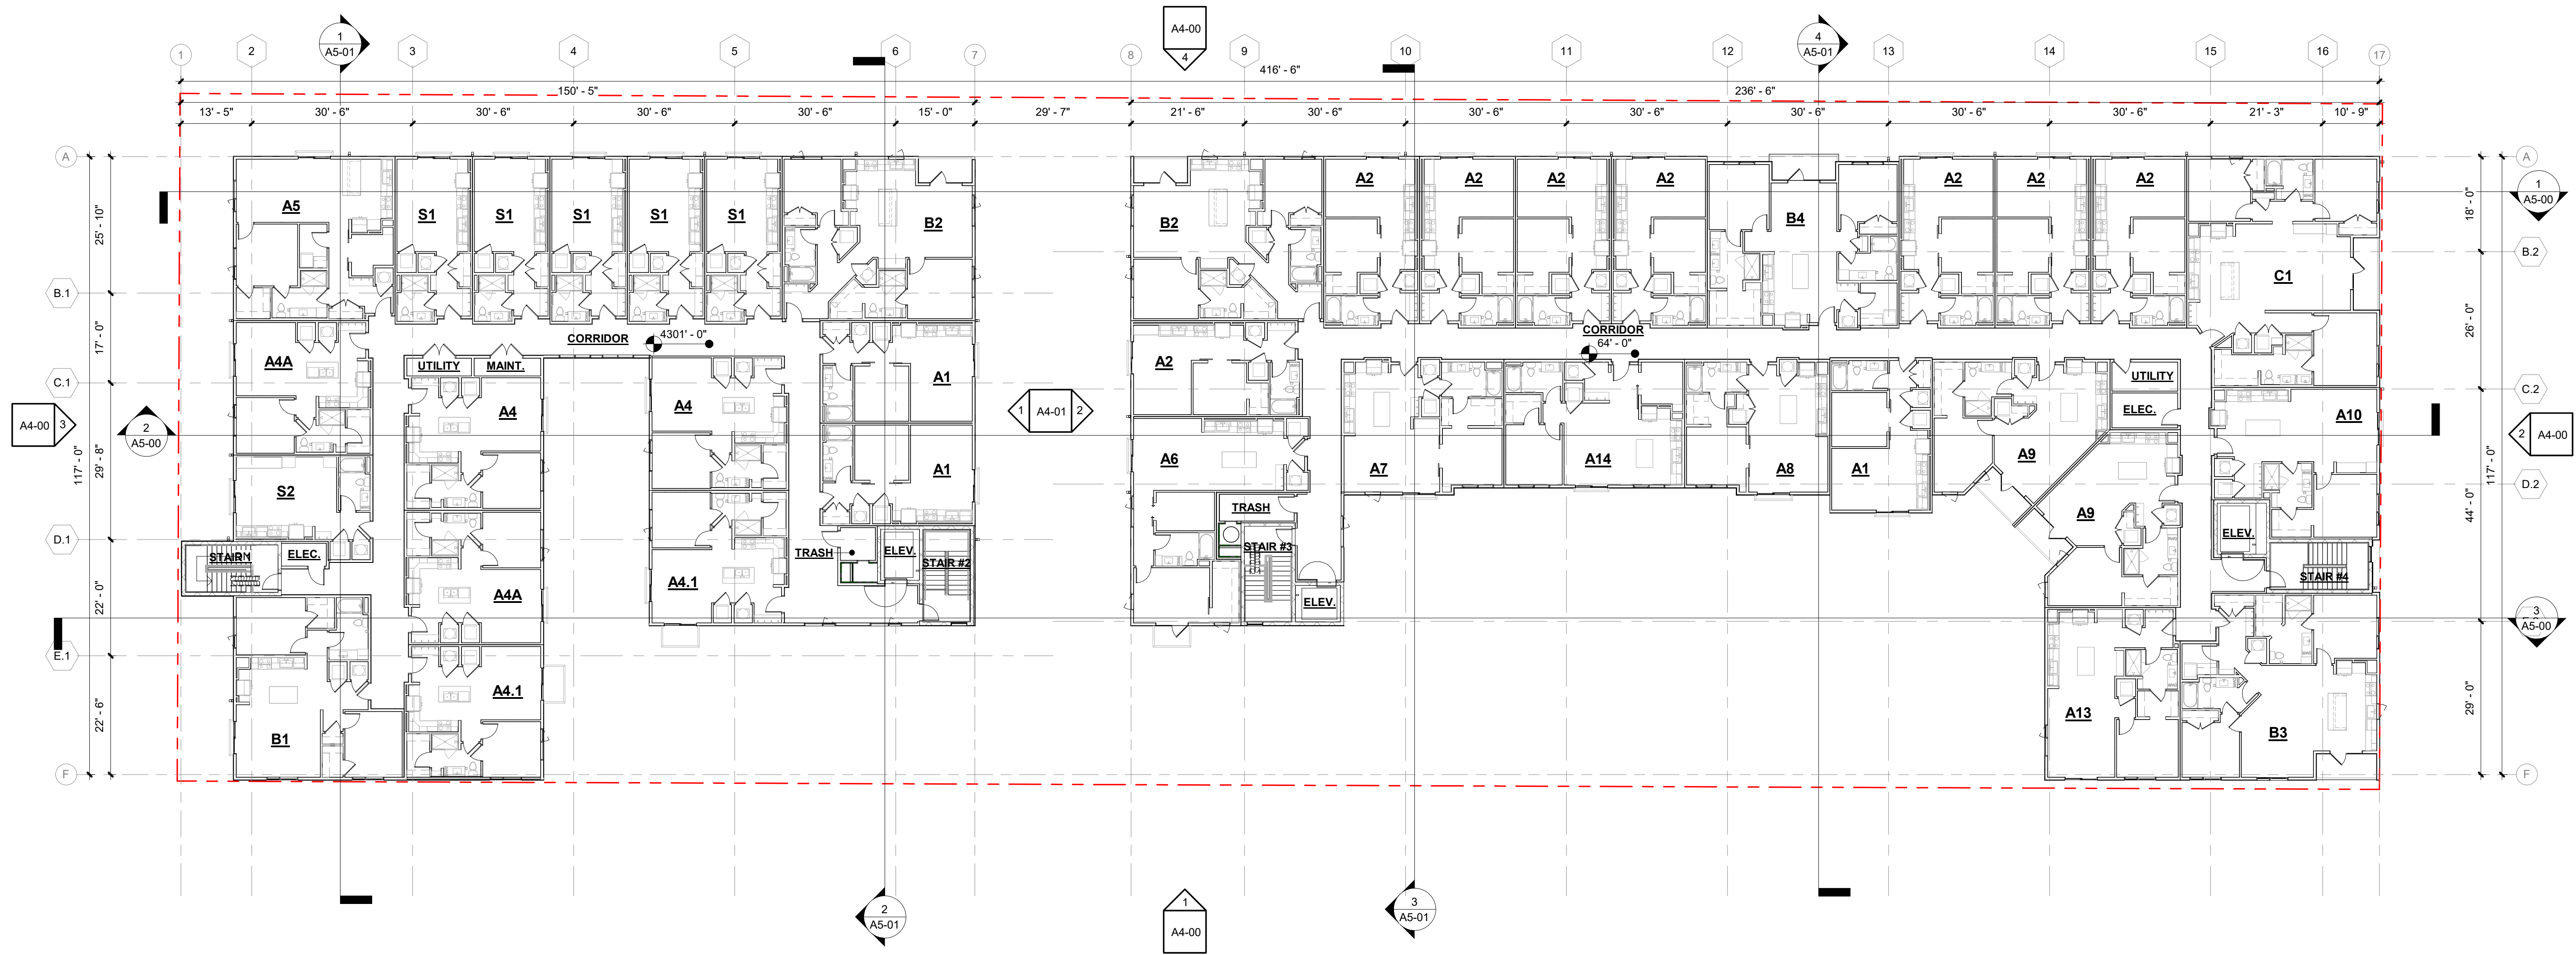 A4-00
4
1
A5-01
4
A5-01
1
2
3
4
5
6
7
8
9
10
11
12
13
14
15
16
17
416' - 6"
150' - 5"
236' - 6"
13' - 5"
30' - 6"
30' - 6"
30' - 6"
30' - 6"
15' - 0"
29' - 7"
21' - 6"
30' - 6"
30' - 6"
30' - 6"
30' - 6"
30' - 6"
30' - 6"
21' - 3"
10' - 9"
A
A
A2
A2
A2
A2
A2
A2
A2
1
A5-00
A5
S1
S1
S1
S1
S1
B2
B2
B4
25' - 10"
18' - 0"
B.2
B.2
C1
B.1
B.1
CORRIDOR
4301' - 0"
CORRIDOR
64' - 0"
17' - 0"
26' - 0"
A4A
UTILITY
MAINT.
A2
A1
UTILITY
C.1
C.1
C.2
C.2
A4
A4
1
A4-01
2
ELEC.
A10
A4-00
3
2
A5-00
2
A4-00
117' - 0"
29' - 8"
A6
A7
A14
A8
A1
A9
A1
117' - 0"
S2
D.2
D.2
TRASH
A9
44' - 0"
D.1
D.1
STAIR 1
ELEC.
TRASH
ELEV.
STAIR #2
STAIR #3
ELEV.
STAIR #4
A4.1
A4A
22' - 0"
ELEV.
3
A5-00
E.1
A4.1
A13
B3
B1
22' - 6"
29' - 0"
F
F
2
A5-01
1
A4-00
3
A5-01